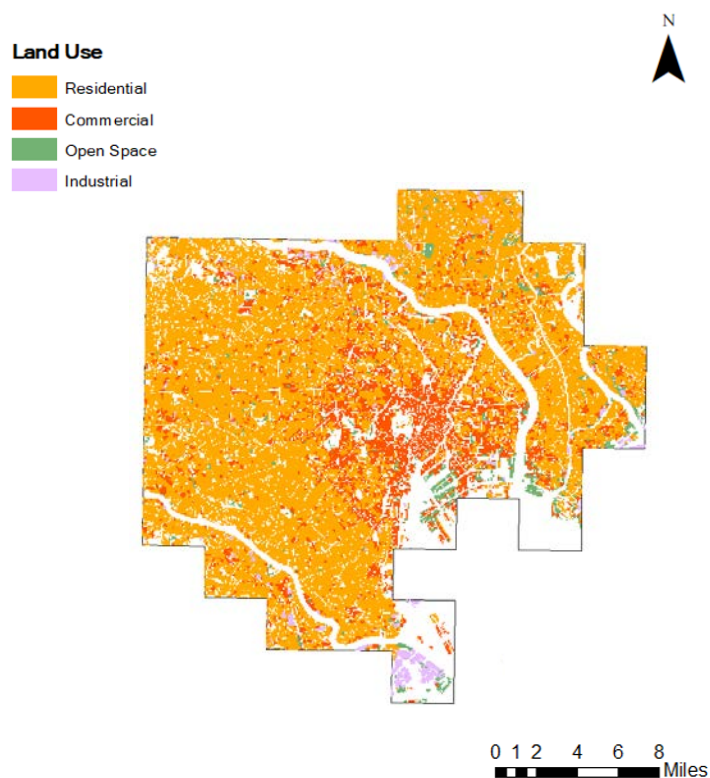 N
Land Use
Residential
Commercial
Open Space
Industrial
0 1 2 4 6 8
Miles